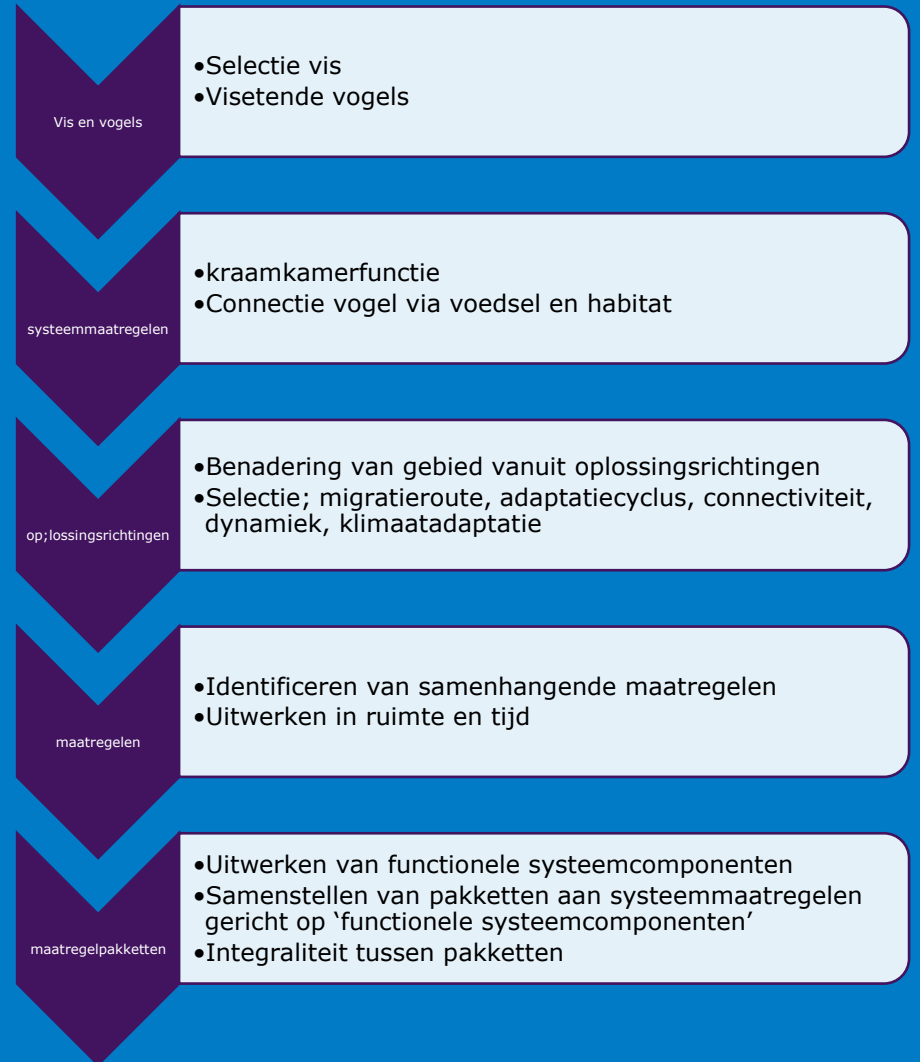 Vis en vogels
•Selectie vis
•Visetende vogels
systeemmaatregelen
•kraamkamerfunctie
•Connectie vogel via voedsel en habitat
op;lossingsrichtingen
•Benadering van gebied vanuit oplossingsrichtingen
•Selectie; migratieroute, adaptatiecyclus, connectiviteit,
dynamiek, klimaatadaptatie
maatregelen
•Identificeren van samenhangende maatregelen
•Uitwerken in ruimte en tijd
maatregelpakketten
•Uitwerken van functionele systeemcomponenten
•Samenstellen van pakketten aan systeemmaatregelen
gericht op ‘functionele systeemcomponenten’
•Integraliteit tussen pakketten